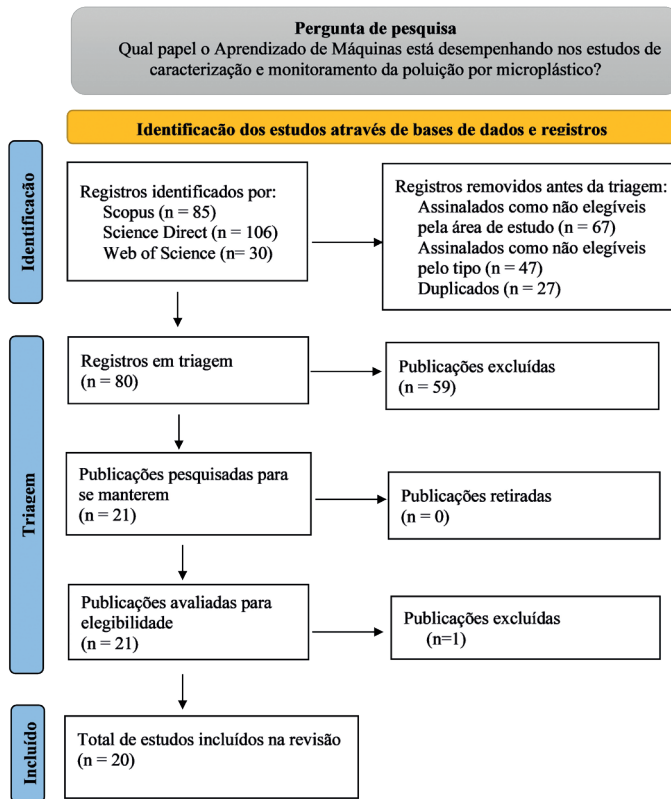 Pergunta de pesquisa
Qual papel o Aprendizado de Máquinas está desempenhando nos estudos de
caracterização e monitoramento da poluição por microplástico?
Identificacão dos estudos através de bases de dados e registros
Identificação
Registros identificados por:
Scopus (n = 85)
Science Direct (n = 106)
Web of Science (n= 30)
Registros removidos antes da triagem:
Assinalados como não elegíveis
pela área de estudo (n = 67)
Assinalados como não elegíveis
pelo tipo (n = 47)
Duplicados (n = 27)
Triagem
Registros em triagem
(n = 80)
Publicações excluídas
(n = 59)
Publicações pesquisadas para
se manterem
(n = 21)
Publicações retiradas
(n = 0)
Publicações avaliadas para
elegibilidade
(n = 21)
Publicações excluídas
(n=1)
Incluído
Total de estudos incluídos na revisão
(n = 20)